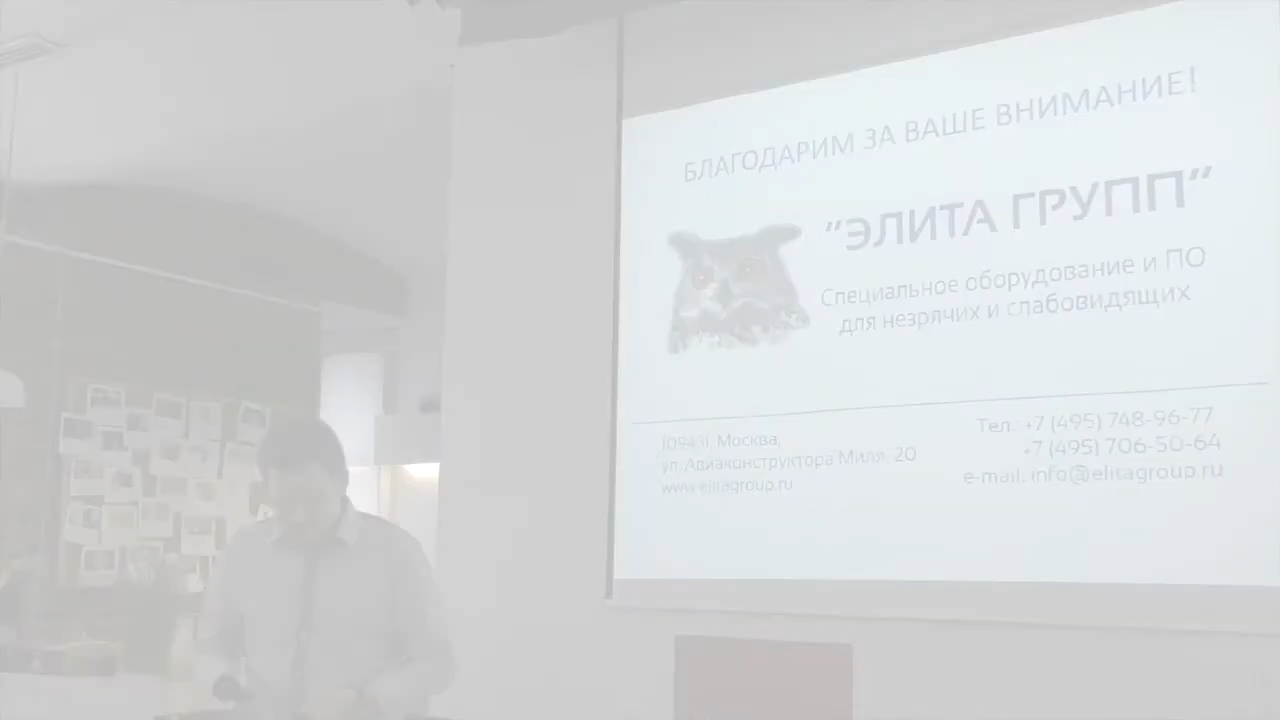 БЛАГОДАРИМ ЗА ВАШЕ ВНИМАНИЕ!
"ЭЛИТА ГРУПП"
Специальное оборудование и ПО
для незрячих и слабовидящих
109431, Москва,
ул. Авиаконструктора Миля, 20
www.elitagroup.ru
Тел.: +7 (495) 748-96-77
+7 (495) 706-50-64
e-mail: info@elitagroup.ru